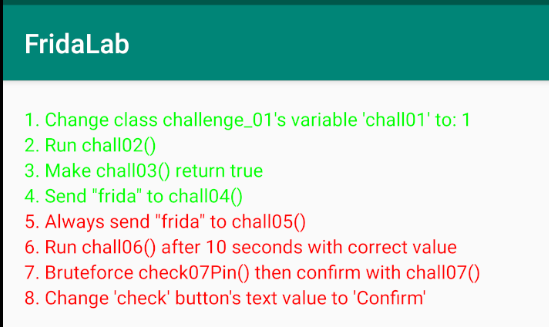 FridaLab
1. Change class challenge_01's variable 'chall01' to: 1
2. Run chall02()
3. Make chall03() return true
4. Send "frida" to chall04()
5. Always send "frida" to chall05()
6. Run chall06() after 10 seconds with correct value
7. Bruteforce check07Pin() then confirm with chall07()
8. Change 'check' button's text value to 'Confirm'